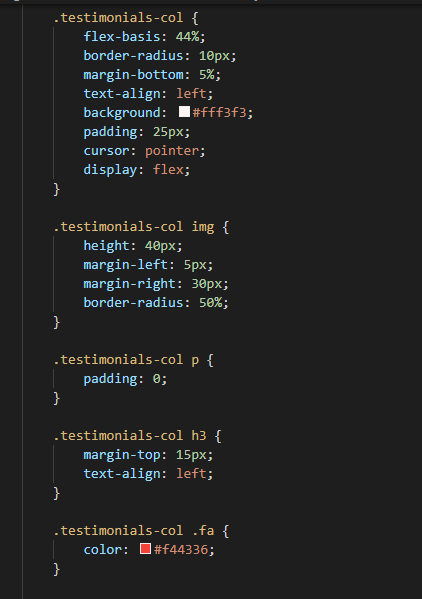 .testimonials-col {
flex-basis: 44%;
border-radius: 10px;
margin-bottom: 5%;
text-align: left;
background: #fff3f3;
padding: 25px;
cursor: pointer;
display: flex;
}
.testimonials-col img {
height: 40px;
margin-left: 5px;
margin-right: 30px;
border-radius: 50%;
}
.testimonials-col p {
padding: 0;
}
.testimonials-col h3 {
margin-top: 15px;
text-align: left;
}
.testimonials-col .fa {
color: #f44336;
}